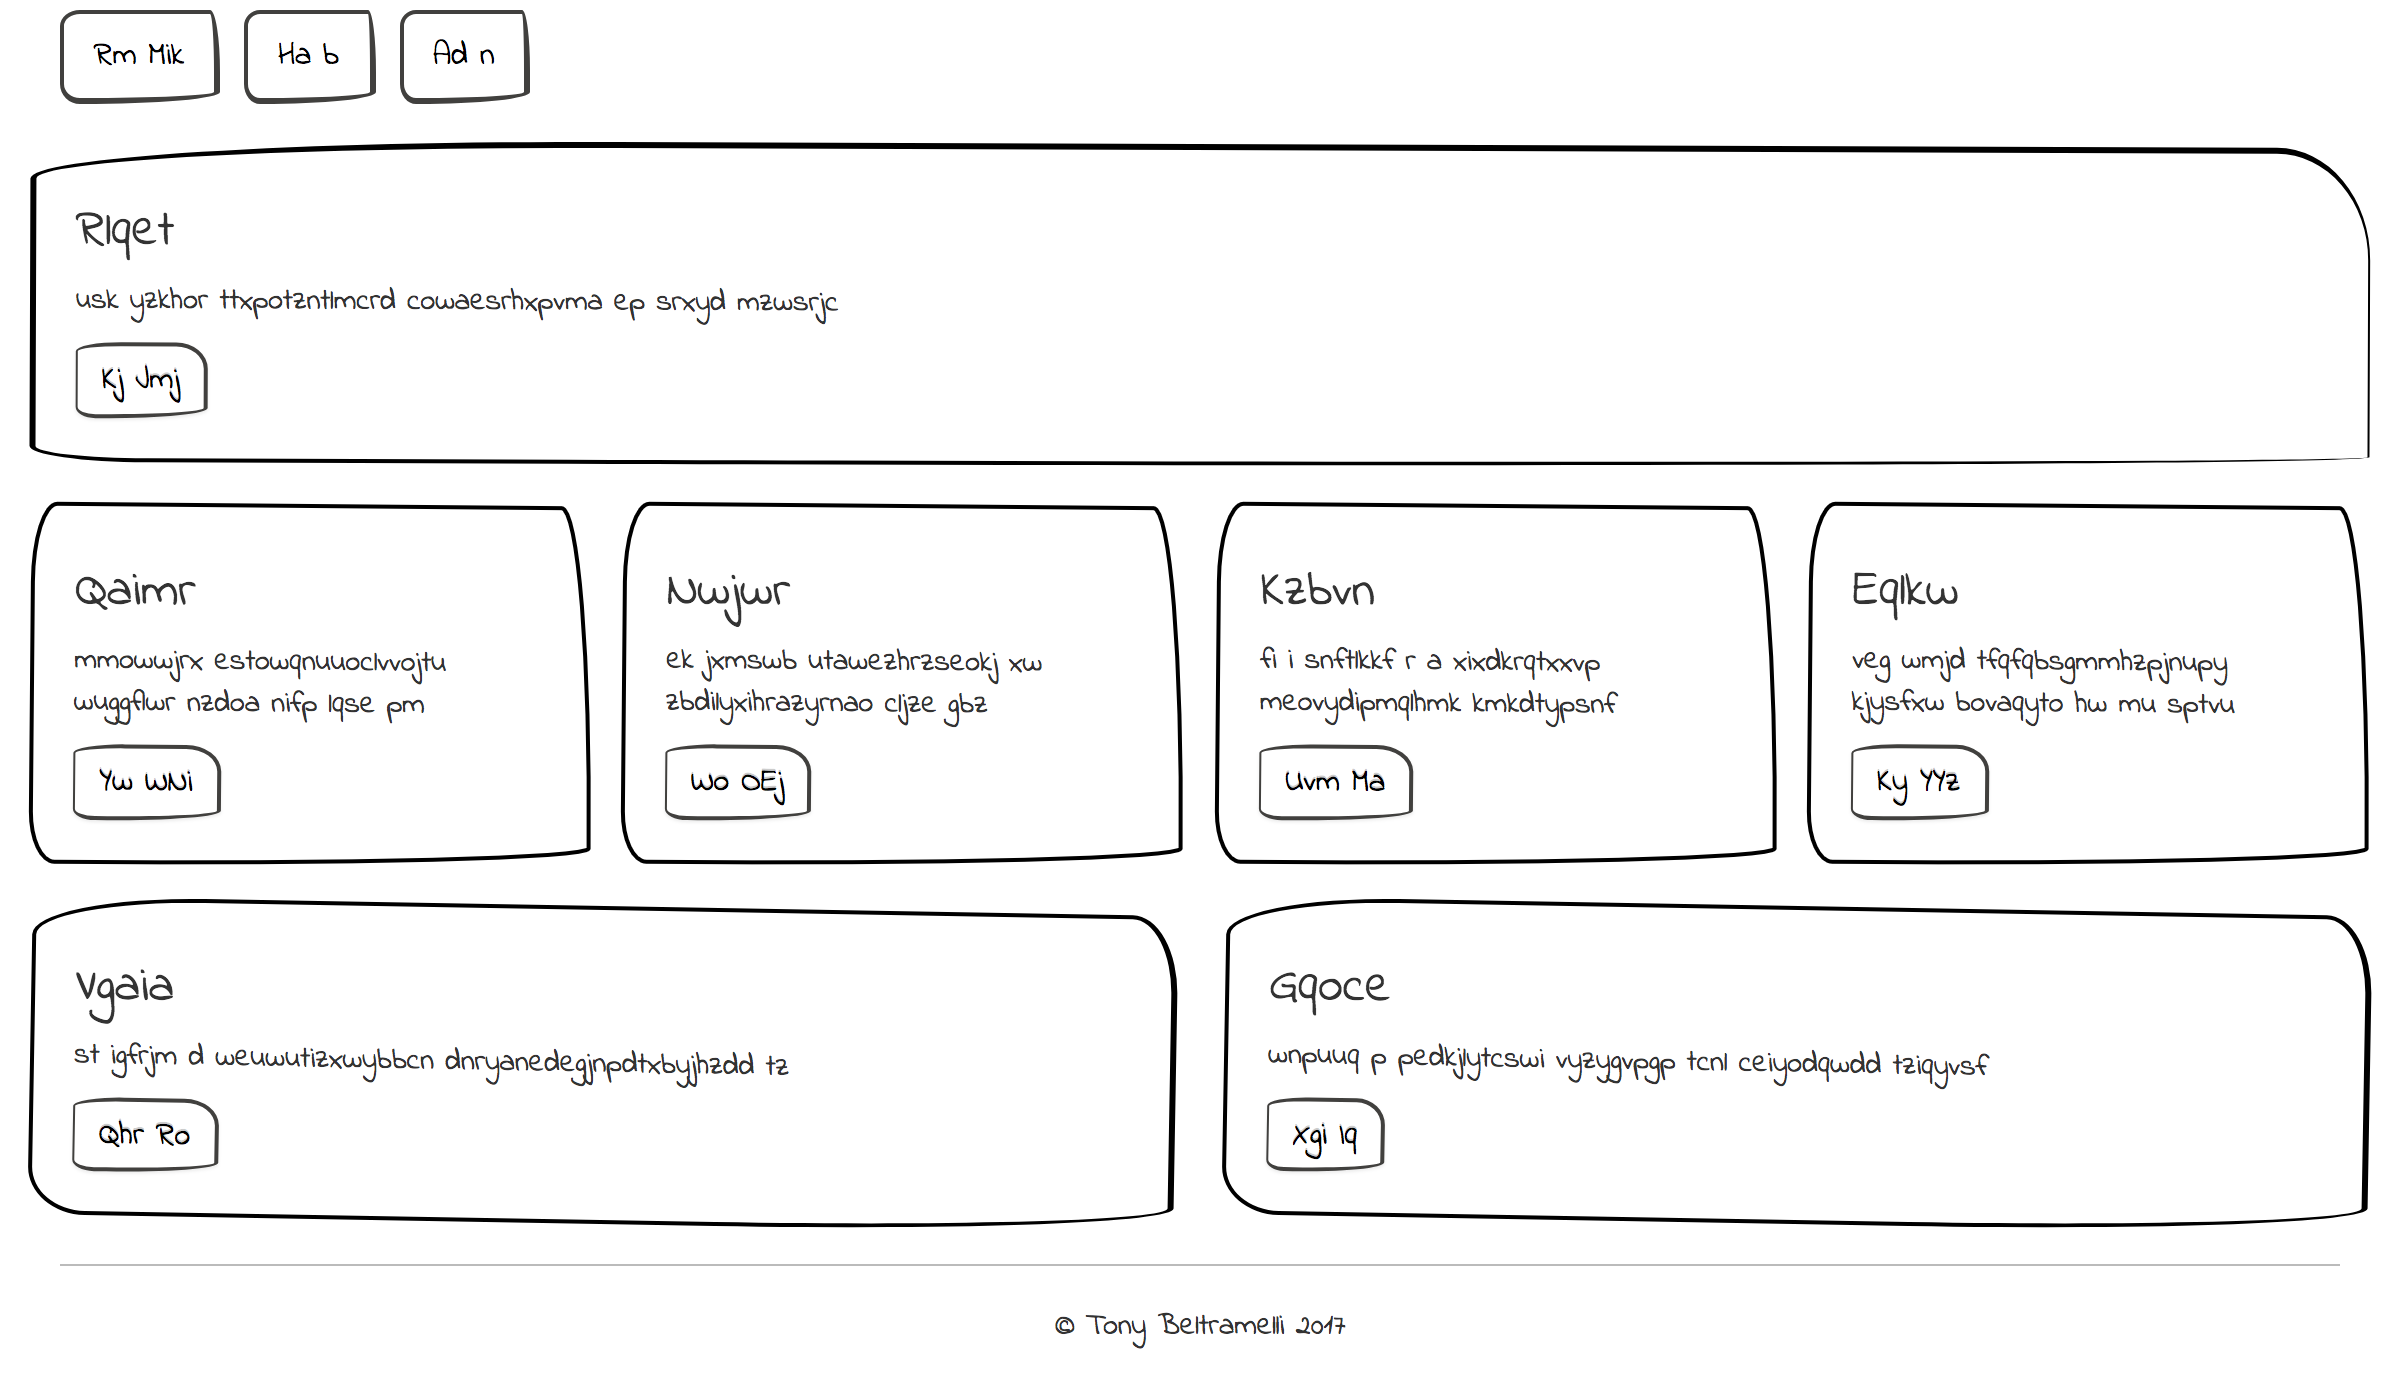 Rm Mik
Ha b
Ad n
Rlqet
usk yzkhor ttxpotzntlmcrd cowaesrhxpvma ep srxyd mzwsrjc
Kj Jmj
Qaimr
mmowwjrx estowqnuuoclvvojtu
wuggflwr nzdoa nifp lqse pm
Yw WNi
Nwjwr
ek jxmswb utawezhrzseokj xw
zbdilyxihrazyrnao cljze gbz
Wo OEj
Kzbvn
fi i snftlkkf r a xixdkrqtxxvp
meovydipmqlhmk kmkdtypsnf
Uvm Ma
Eqlkw
veg wmjd tfqfqbsgmmhzpjnupy
kjysfxw bovaqyto hw mu sptvu
Ky YYz
Vgaia
st igfrjm d weuwutizxwybbcn dnryanedegjnpdtxbyjhzdd tz
Qhr Ro
Gqoce
wnpuuq p pedkjlytcswi vyzygvpgp tcnl ceiyodqwdd tziqyvsf
Xgi Iq
© Tony Beltramelli 2017